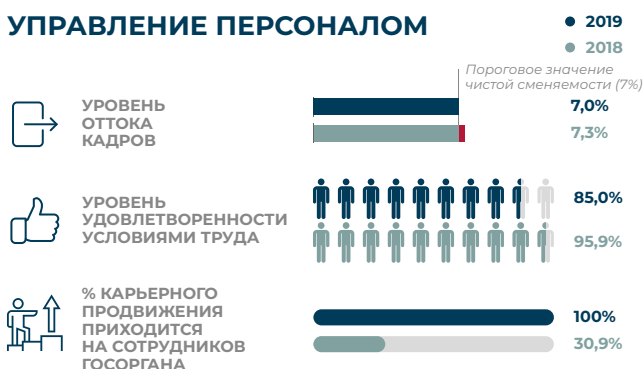 УПРАВЛЕНИЕ ПЕРСОНАЛОМ
2019
2018
Пороговое значение
чистой сменяемости (7%)
УРОВЕНЬ
ОТТОКА
КАДРОВ
7,0%
7,3%
УРОВЕНЬ
УДОВЛЕТВОРЕННОСТИ
УСЛОВИЯМИ ТРУДА
85,0%
95,9%
% КАРЬЕРНОГО
ПРОДВИЖЕНИЯ
ПРИХОДИТСЯ
НА СОТРУДНИКОВ
ГОСОРГАНА
100%
30,9%